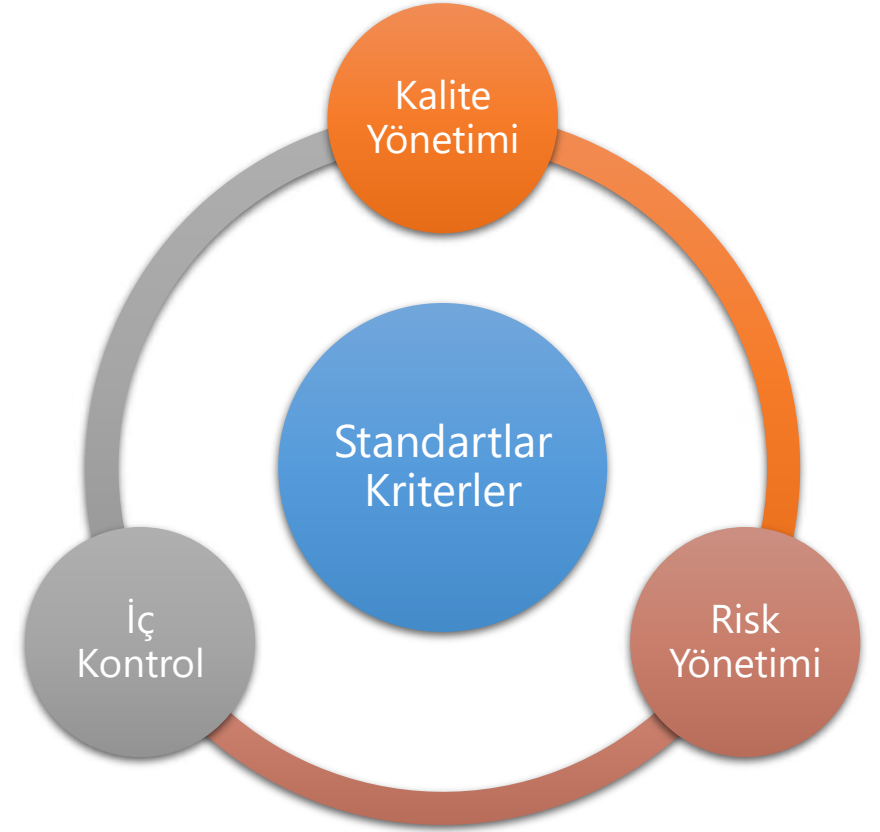 Kalite
Yönetimi
Standartlar
Kriterler
İç
Kontrol
Risk
Yönetimi